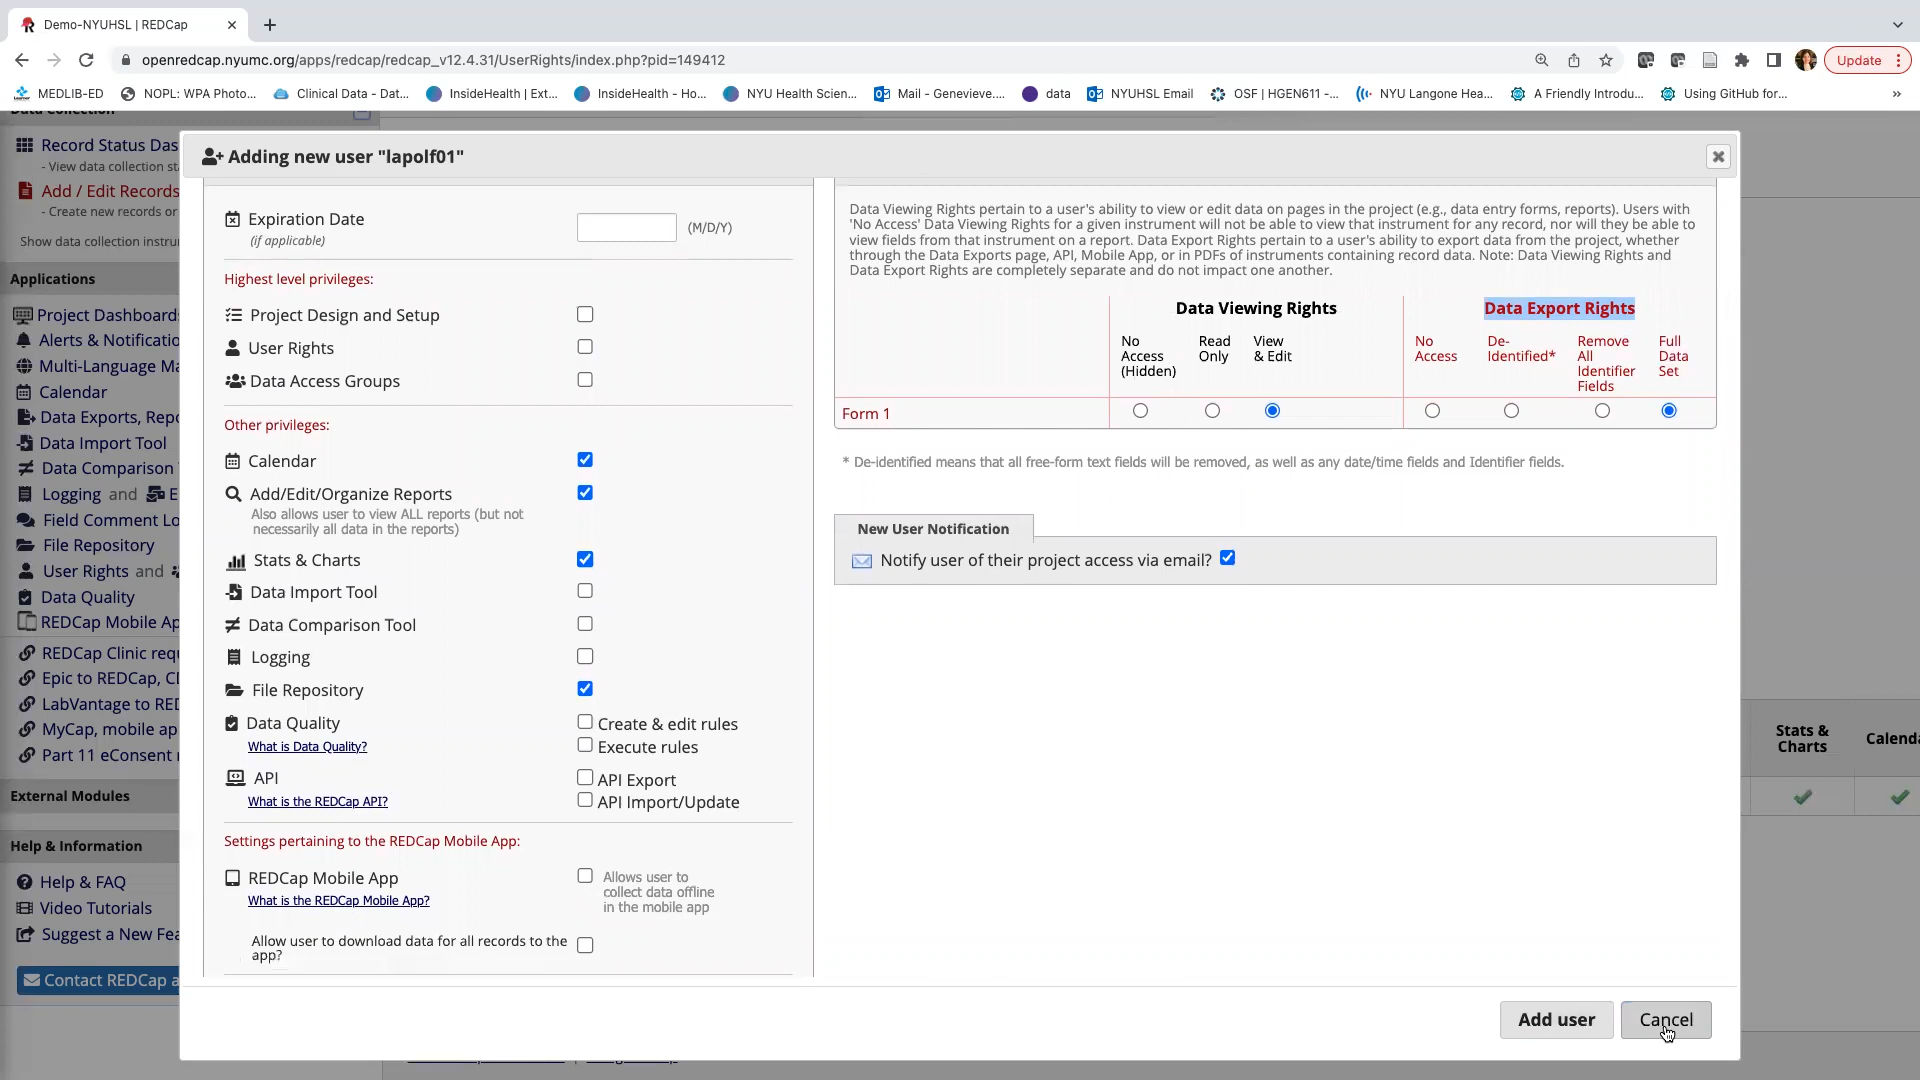 Demo-NYUHSL | REDCap
openredcap.nyumc.org/apps/redcap/redcap_v12.4.31/UserRights/index.php?pid=149412
Update
MEDLIB-ED
NOPL: WPA Photo...
Clinical Data - Dat...
InsideHealth | Ext...
InsideHealth - Ho...
NYU Health Scien...
Mail - Genevieve....
data
NYUHSL Email
OSF | HGEN611 -...
NYU Langone Hea...
A Friendly Introdu...
Using GitHub for...
»
Data Collection
Record Status Das
- View data collection st
Add / Edit Records
- Create new records or
Show data collection instru
Applications
Project Dashboard
Alerts & Notificatio
Multi-Language Ma
Calendar
Data Exports, Repo
Data Import Tool
Data Comparison
Logging and E
Field Comment Lo
File Repository
User Rights and
Data Quality
REDCap Mobile Ap
REDCap Clinic requ
Epic to REDCap, CD
LabVantage to RED
MyCap, mobile ap
Part 11 eConsent
External Modules
Help & Information
Help & FAQ
Video Tutorials
Suggest a New Fea
Contact REDCap a
Adding new user "lapolf01"
Expiration Date
(if applicable)
(M/D/Y)
Highest level privileges:
Project Design and Setup
User Rights
Data Access Groups
Other privileges:
Calendar
Add/Edit/Organize Reports
Also allows user to view ALL reports (but not
necessarily all data in the reports)
Stats & Charts
Data Import Tool
Data Comparison Tool
Logging
File Repository
Data Quality
What is Data Quality?
Create & edit rules
Execute rules
API
What is the REDCap API?
API Export
API Import/Update
Settings pertaining to the REDCap Mobile App:
REDCap Mobile App
What is the REDCap Mobile App?
Allows user to
collect data offline
in the mobile app
Allow user to download data for all records to the
app?
Data Viewing Rights pertain to a user's ability to view or edit data on pages in the project (e.g., data entry forms, reports). Users with
'No Access' Data Viewing Rights for a given instrument will not be able to view that instrument for any record, nor will they be able to
view fields from that instrument on a report. Data Export Rights pertain to a user's ability to export data from the project, whether
through the Data Exports page, API, Mobile App, or in PDFs of instruments containing record data. Note: Data Viewing Rights and
Data Export Rights are completely separate and do not impact one another.
Data Viewing Rights
Data Export Rights
No
Access
(Hidden)
Read
Only
View
& Edit
No
Access
De-
Identified*
Remove
All
Identifier
Fields
Full
Data
Set
Form 1
* De-identified means that all free-form text fields will be removed, as well as any date/time fields and Identifier fields.
New User Notification
Notify user of their project access via email?
Stats &
Charts
Calenda
Add user
Cancel